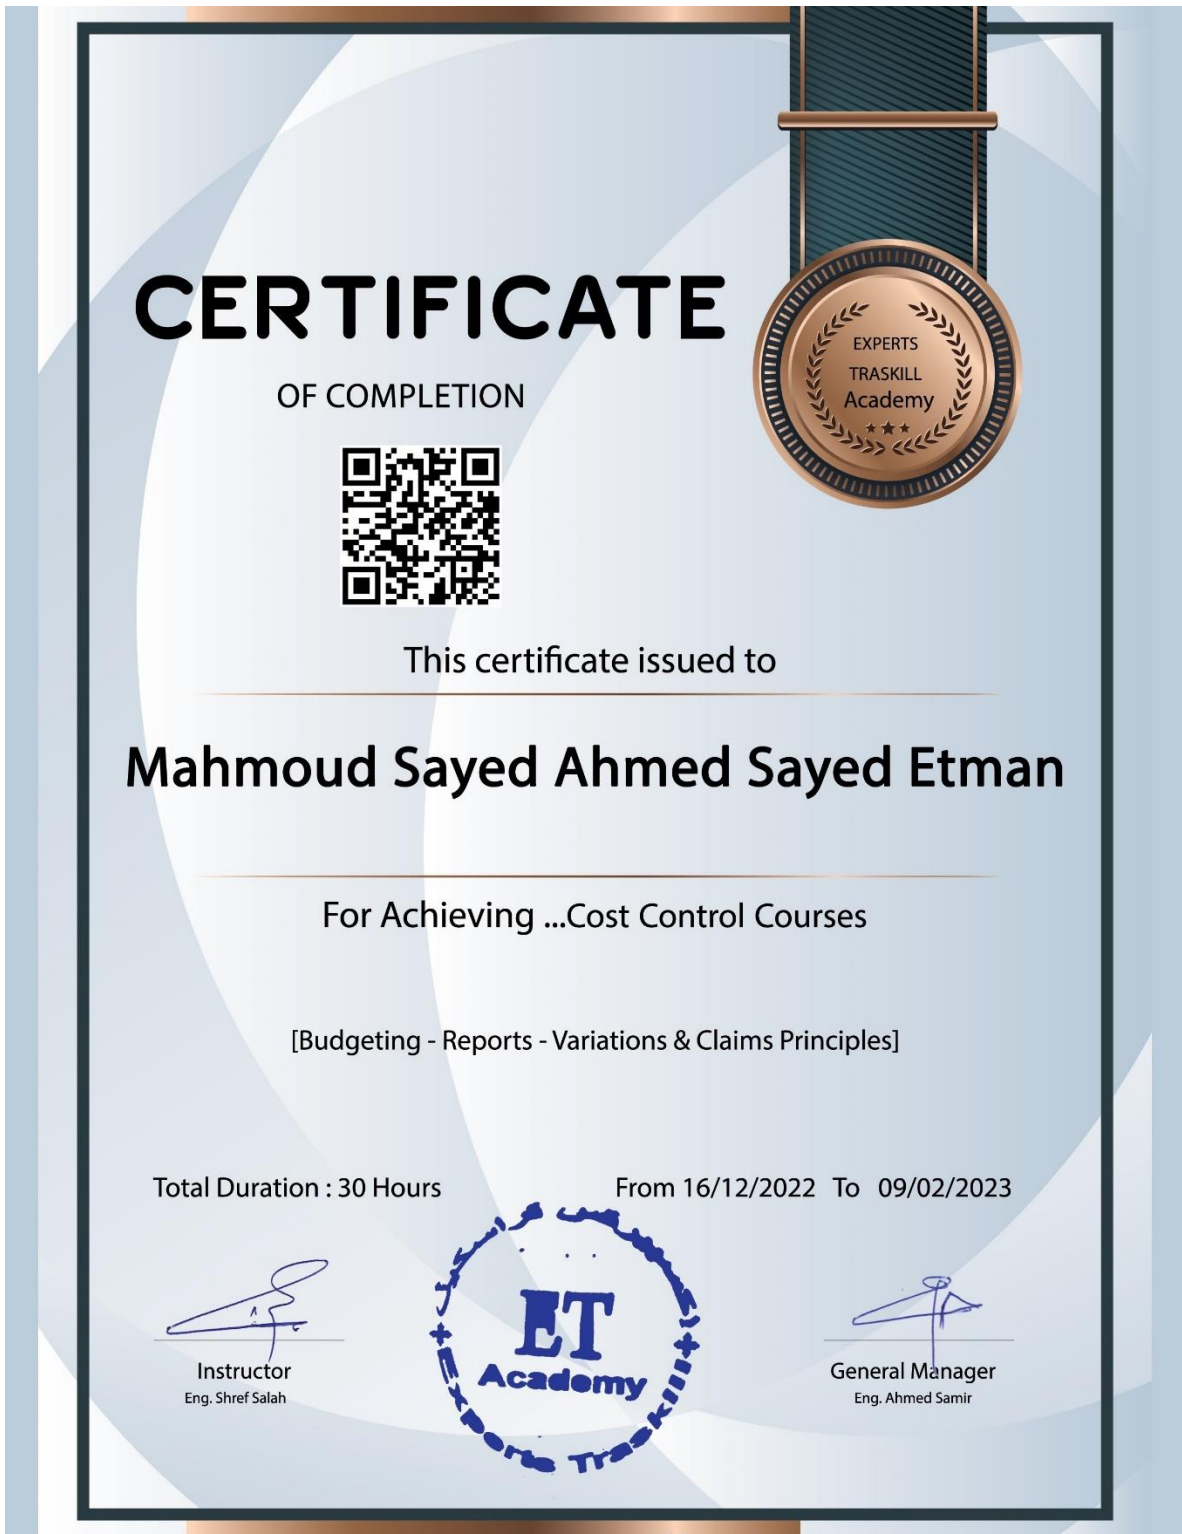 CERTIFICATE
OF COMPLETION
EXPERTS
TRASKILL
Academy
This certificate issued to
Mahmoud Sayed Ahmed Sayed Etman
For Achieving ...Cost Control Courses
[Budgeting - Reports - Variations & Claims Principles]
Total Duration : 30 Hours
From 16/12/2022 To 09/02/2023
Instructor
Eng. Shref Salah
ET
Academy
Experts Traskill
General Manager
Eng. Ahmed Samir